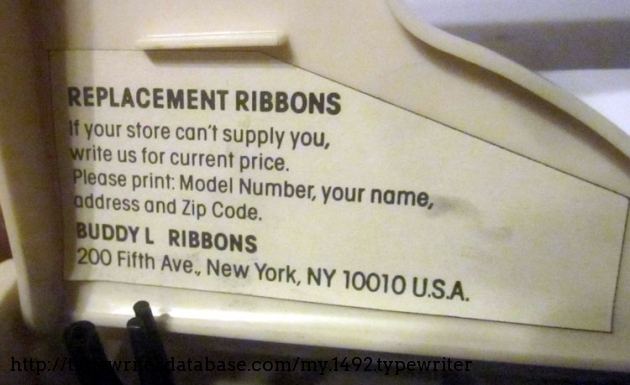 REPLACEMENT RIBBONS
If your store can't supply you,
write us for current price.
Please print: Model Number, your name,
address and Zip Code.
BUDDY L RIBBONS
200 Fifth Ave., New York, NY 10010 U.S.A.
http://typewriterdatabase.com/my.1492.typewriter